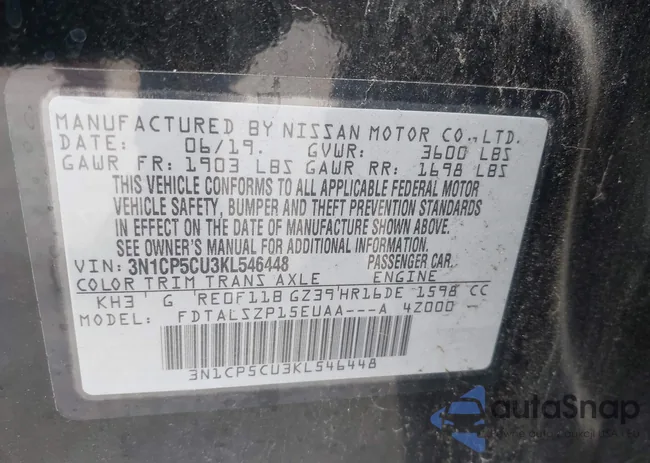 MANUFACTURED BY NISSAN MOTOR CO., LTD.
DATE: 06/19. GVWR: 3600 LBS
GAWR FR: 1903 LBS GAWR RR: 1698 LBS
THIS VEHICLE CONFORMS TO ALL APPLICABLE FEDERAL MOTOR
VEHICLE SAFETY, BUMPER AND THEFT PREVENTION STANDARDS
IN EFFECT ON THE DATE OF MANUFACTURE SHOWN ABOVE.
SEE OWNER'S MANUAL FOR ADDITIONAL INFORMATION.
VIN: 3N1CP5CU3KL546448 PASSENGER CAR.
COLOR TRIM TRANS AXLE ENGINE
KH3 G RE0F11B GZ39 HR16DE 1598 CC
MODEL: FDTALSZP15EUAA---A 4Z000
3N1CP5CU3KL546448
autoSnap